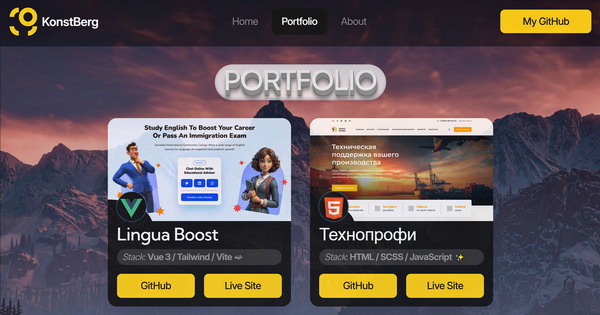 KonstBerg
Home
Portfolio
About
My GitHub
PORTFOLIO
Study English To Boost Your Career
Or Pass An Immigration Exam
Chat Online With
Educational Advisor
Техническая
поддержка вашего
производства
Lingua Boost
Stack: Vue 3 / Tailwind / Vite
GitHub
Live Site
Технопрофи
Stack: HTML / SCSS / JavaScript ✨
GitHub
Live Site